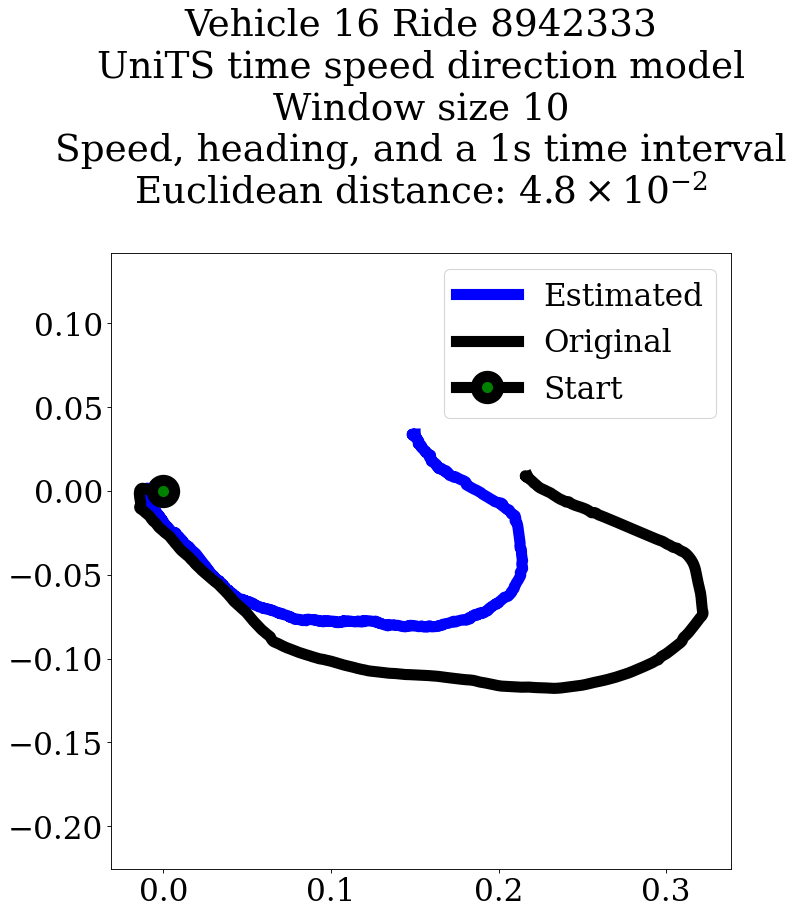 Vehicle 16 Ride 8942333
UniTS time speed direction model
Window size 10
Speed, heading, and a 1s time interval
Euclidean distance: 4.8 × 10⁻²
Estimated
Original
Start
0.10
0.05
0.00
−0.05
−0.10
−0.15
−0.20
0.0 0.1 0.2 0.3